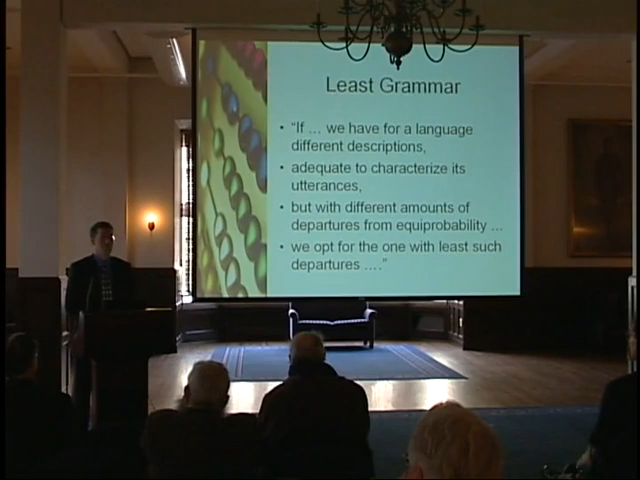 Least Grammar
• “If … we have for a language
different descriptions,
• adequate to characterize its
utterances,
• but with different amounts of
departures from equiprobability …
• we opt for the one with least such
departures ….”